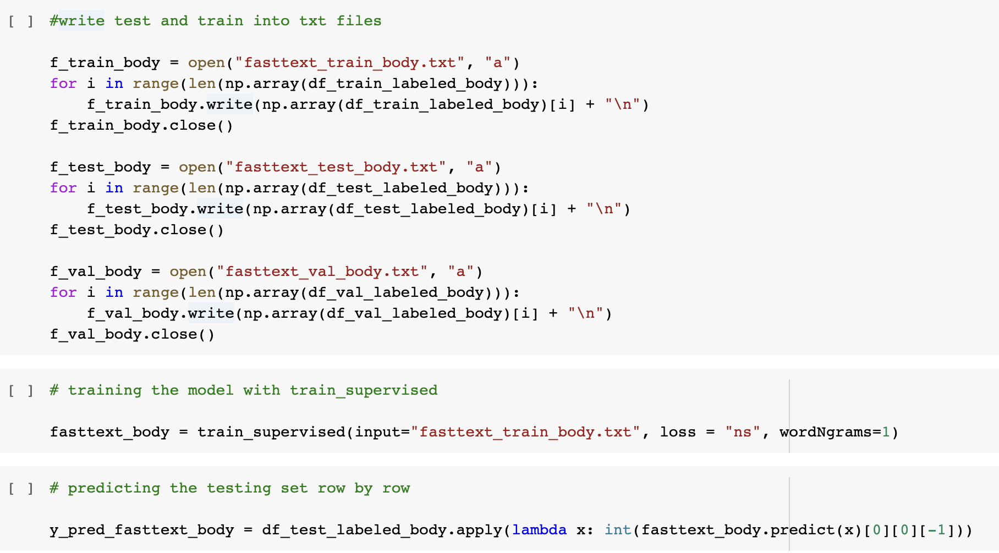 [ ] #write test and train into txt files
f_train_body = open("fasttext_train_body.txt", "a")
for i in range(len(np.array(df_train_labeled_body))):
    f_train_body.write(np.array(df_train_labeled_body)[i] + "\n")
f_train_body.close()
f_test_body = open("fasttext_test_body.txt", "a")
for i in range(len(np.array(df_test_labeled_body))):
    f_test_body.write(np.array(df_test_labeled_body)[i] + "\n")
f_test_body.close()
f_val_body = open("fasttext_val_body.txt", "a")
for i in range(len(np.array(df_val_labeled_body))):
    f_val_body.write(np.array(df_val_labeled_body)[i] + "\n")
f_val_body.close()
[ ] # training the model with train_supervised
fasttext_body = train_supervised(input="fasttext_train_body.txt", loss = "ns", wordNgrams=1)
[ ] # predicting the testing set row by row
y_pred_fasttext_body = df_test_labeled_body.apply(lambda x: int(fasttext_body.predict(x)[0][0][-1]))